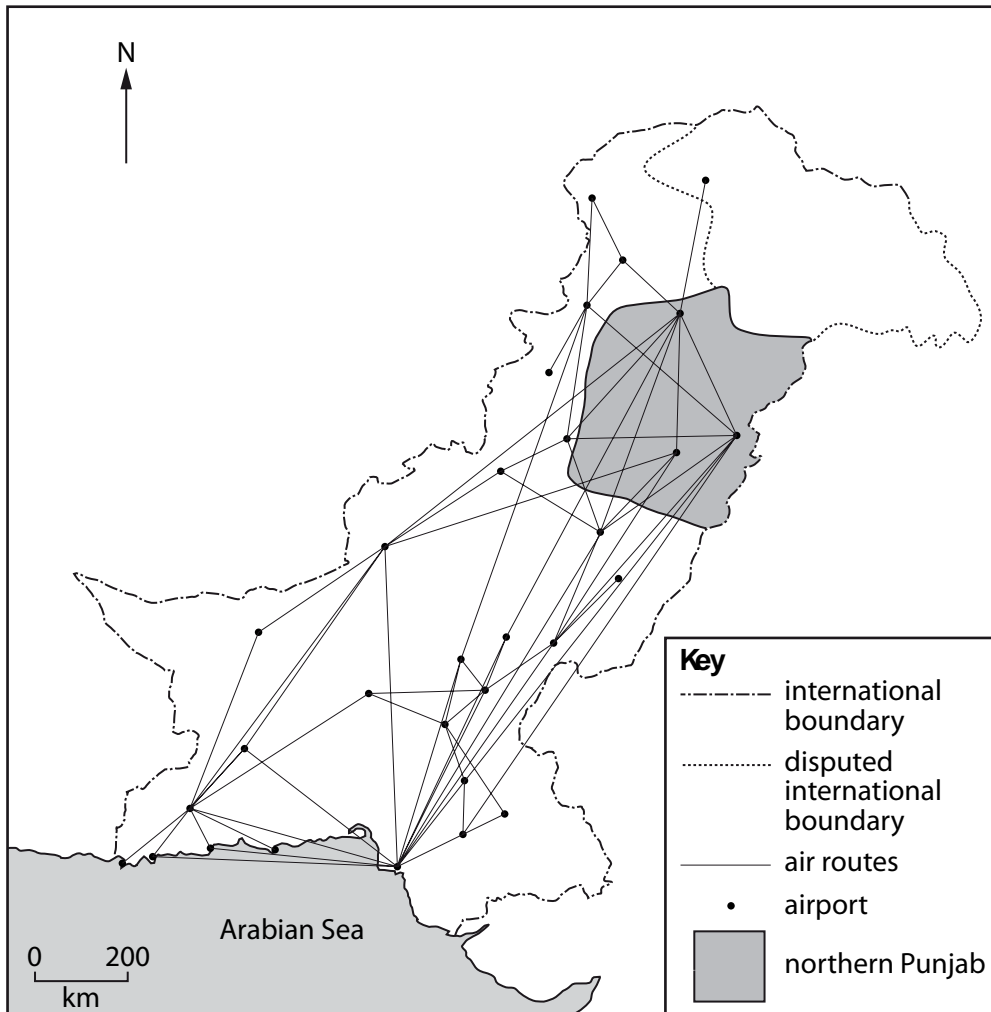 N
Arabian Sea
0 200
km
Key
international
boundary
disputed
international
boundary
air routes
airport
northern Punjab